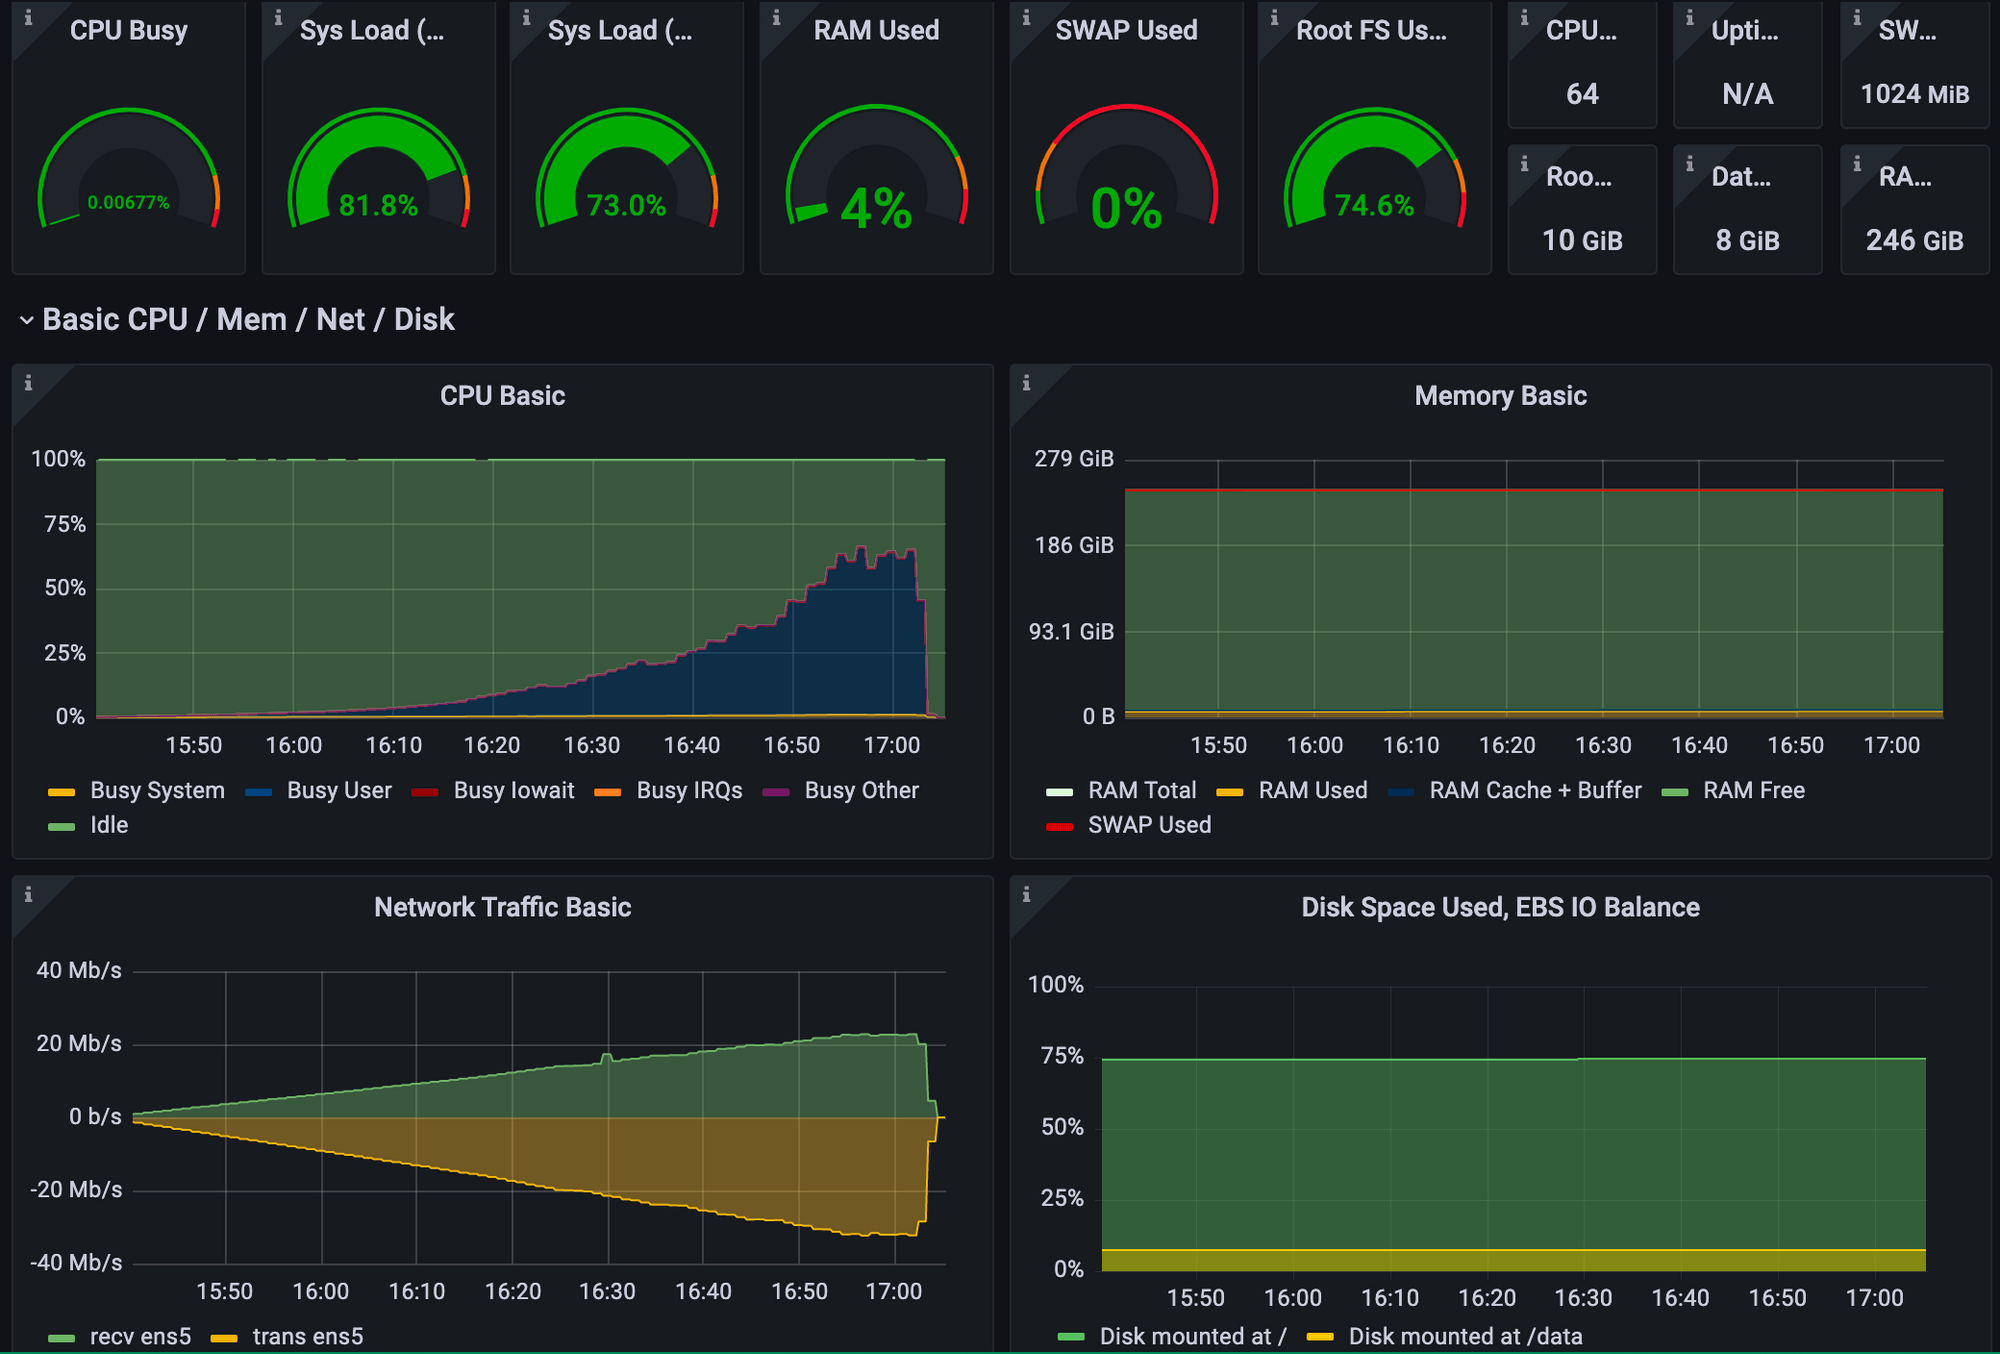 CPU Busy
Sys Load (...
Sys Load (...
RAM Used
SWAP Used
Root FS Us...
CPU...
Upti...
SW...
64
N/A
1024 MiB
0.00677%
81.8%
73.0%
4%
0%
74.6%
Roo...
Dat...
RA...
10 GiB
8 GiB
246 GiB
Basic CPU / Mem / Net / Disk
CPU Basic
100%
75%
50%
25%
0%
15:50 16:00 16:10 16:20 16:30 16:40 16:50 17:00
Busy System Busy User Busy Iowait Busy IRQs Busy Other
Idle
Memory Basic
279 GiB
186 GiB
93.1 GiB
0 B
15:50 16:00 16:10 16:20 16:30 16:40 16:50 17:00
RAM Total RAM Used RAM Cache + Buffer RAM Free
SWAP Used
Network Traffic Basic
40 Mb/s
20 Mb/s
0 b/s
-20 Mb/s
-40 Mb/s
15:50 16:00 16:10 16:20 16:30 16:40 16:50 17:00
recv ens5 trans ens5
Disk Space Used, EBS IO Balance
100%
75%
50%
25%
0%
15:50 16:00 16:10 16:20 16:30 16:40 16:50 17:00
Disk mounted at / Disk mounted at /data